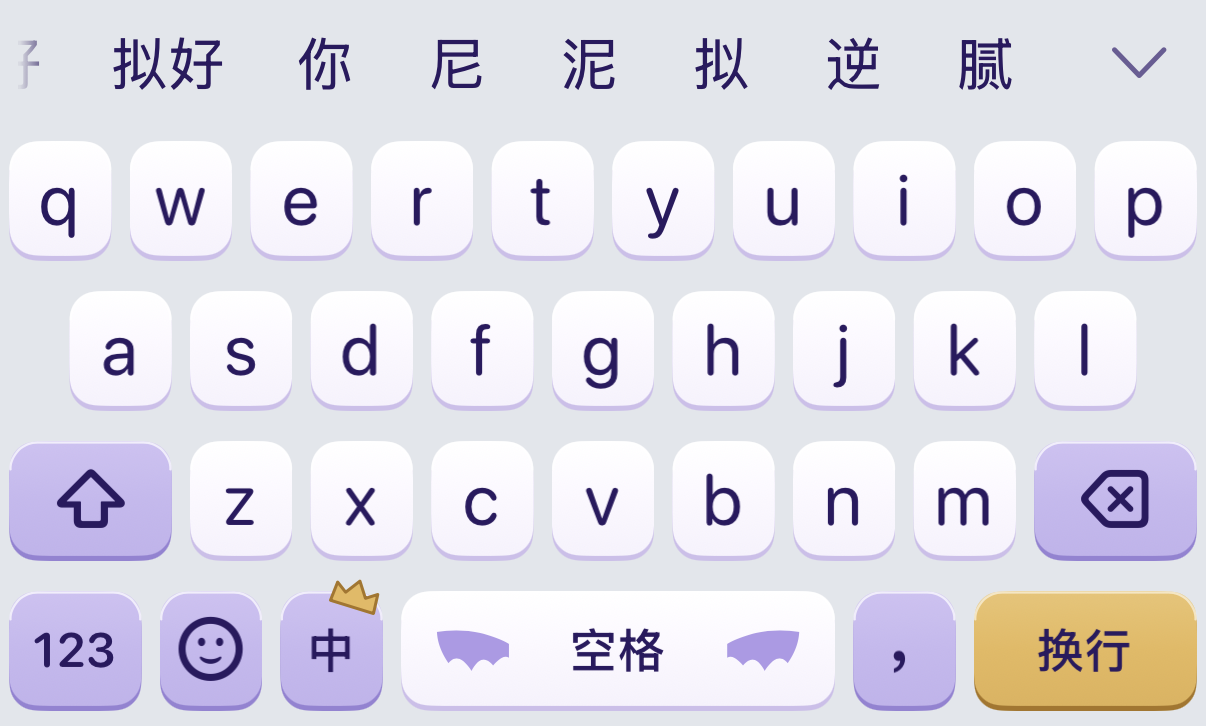 拟好 你 尼 泥 拟 逆 腻
q w e r t y u i o p
a s d f g h j k l
z x c v b n m
123 中 空格 , 换行